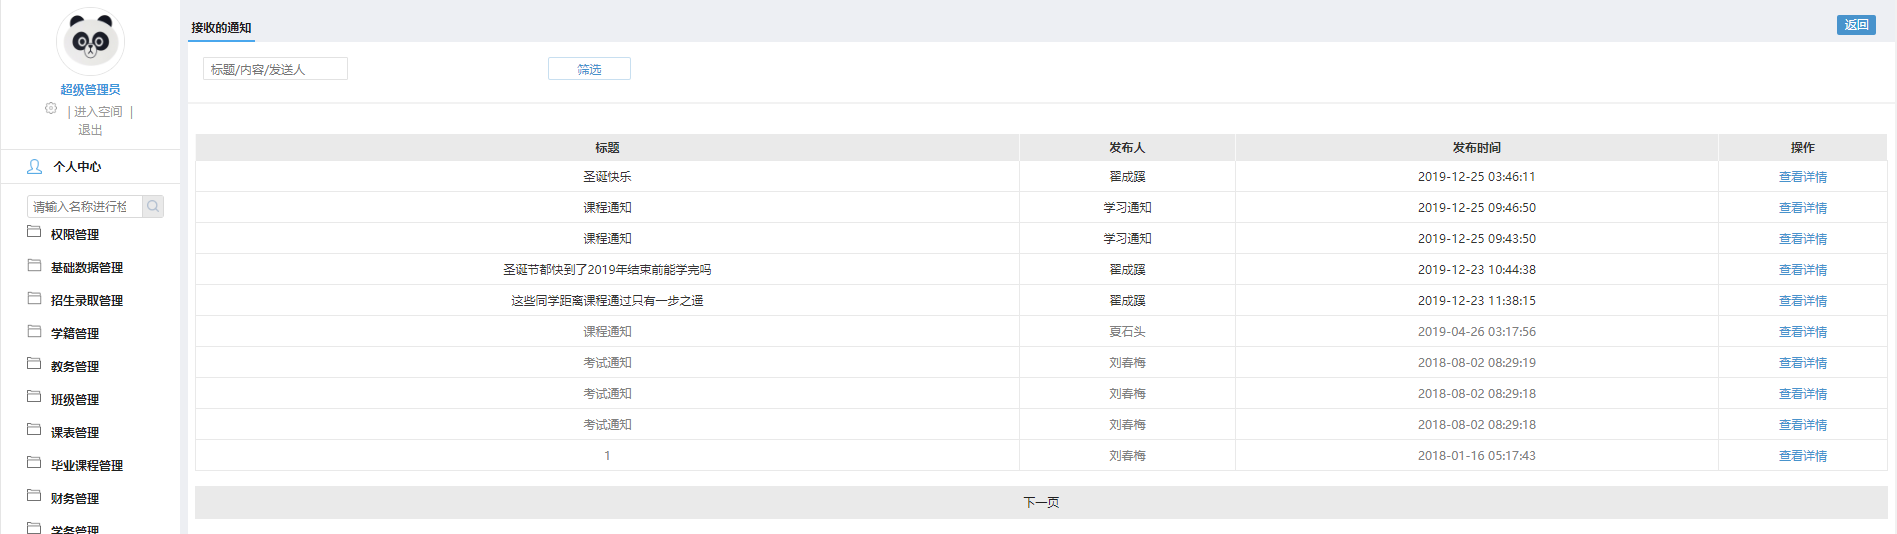 超级管理员
| 进入空间 |
退出
个人中心
请输入名称进行检
权限管理
基础数据管理
招生录取管理
学籍管理
教务管理
班级管理
课表管理
毕业课程管理
财务管理
学务管理
接收的通知
返回
标题/内容/发送人
筛选
标题 发布人 发布时间 操作
圣诞快乐 翟成蹊 2019-12-25 03:46:11 查看详情
课程通知 学习通知 2019-12-25 09:46:50 查看详情
课程通知 学习通知 2019-12-25 09:43:50 查看详情
圣诞节都快到了2019年结束前能学完吗 翟成蹊 2019-12-23 10:44:38 查看详情
这些同学距离课程通过只有一步之遥 翟成蹊 2019-12-23 11:38:15 查看详情
课程通知 夏石头 2019-04-26 03:17:56 查看详情
考试通知 刘春梅 2018-08-02 08:29:19 查看详情
考试通知 刘春梅 2018-08-02 08:29:18 查看详情
考试通知 刘春梅 2018-08-02 08:29:18 查看详情
1 刘春梅 2018-01-16 05:17:43 查看详情
下一页